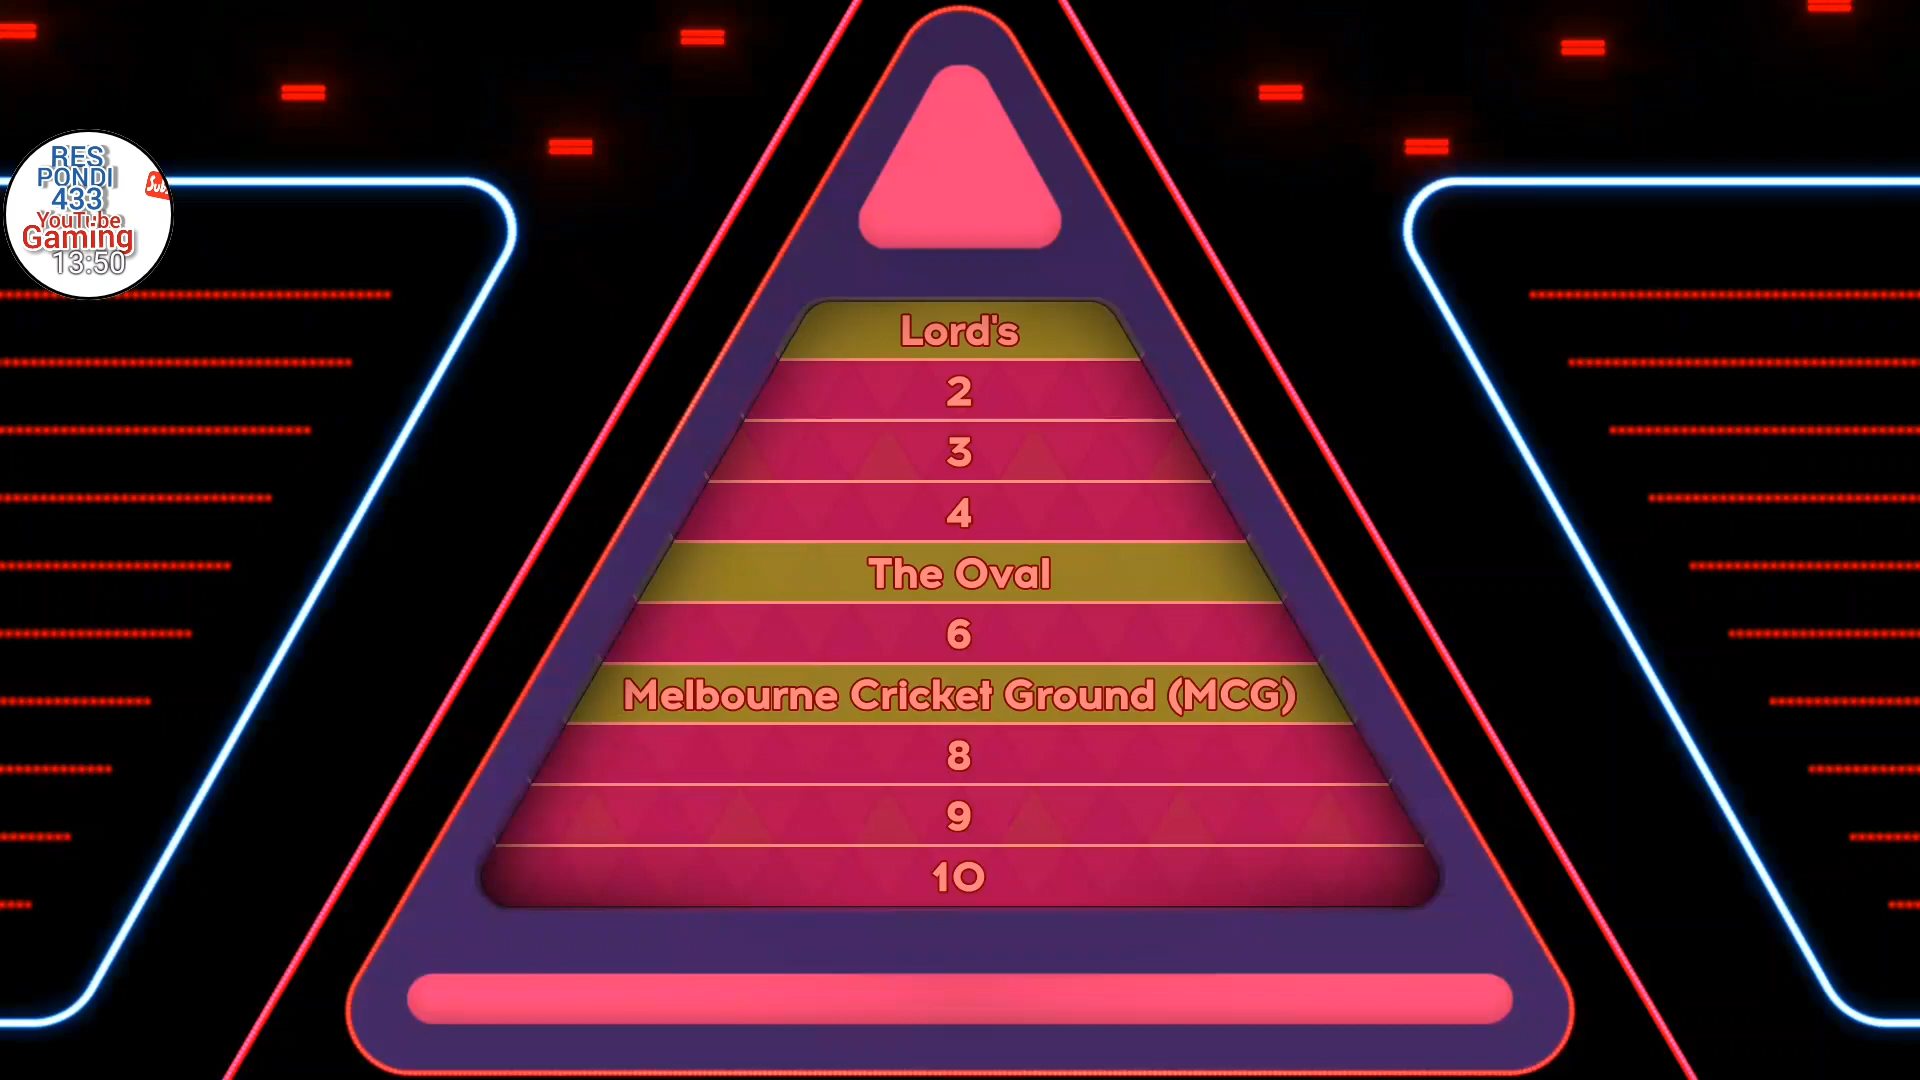 RES
PONDI
433
YouTube
Gaming
13:50
Lord's
2
3
4
The Oval
6
Melbourne Cricket Ground (MCG)
8
9
10